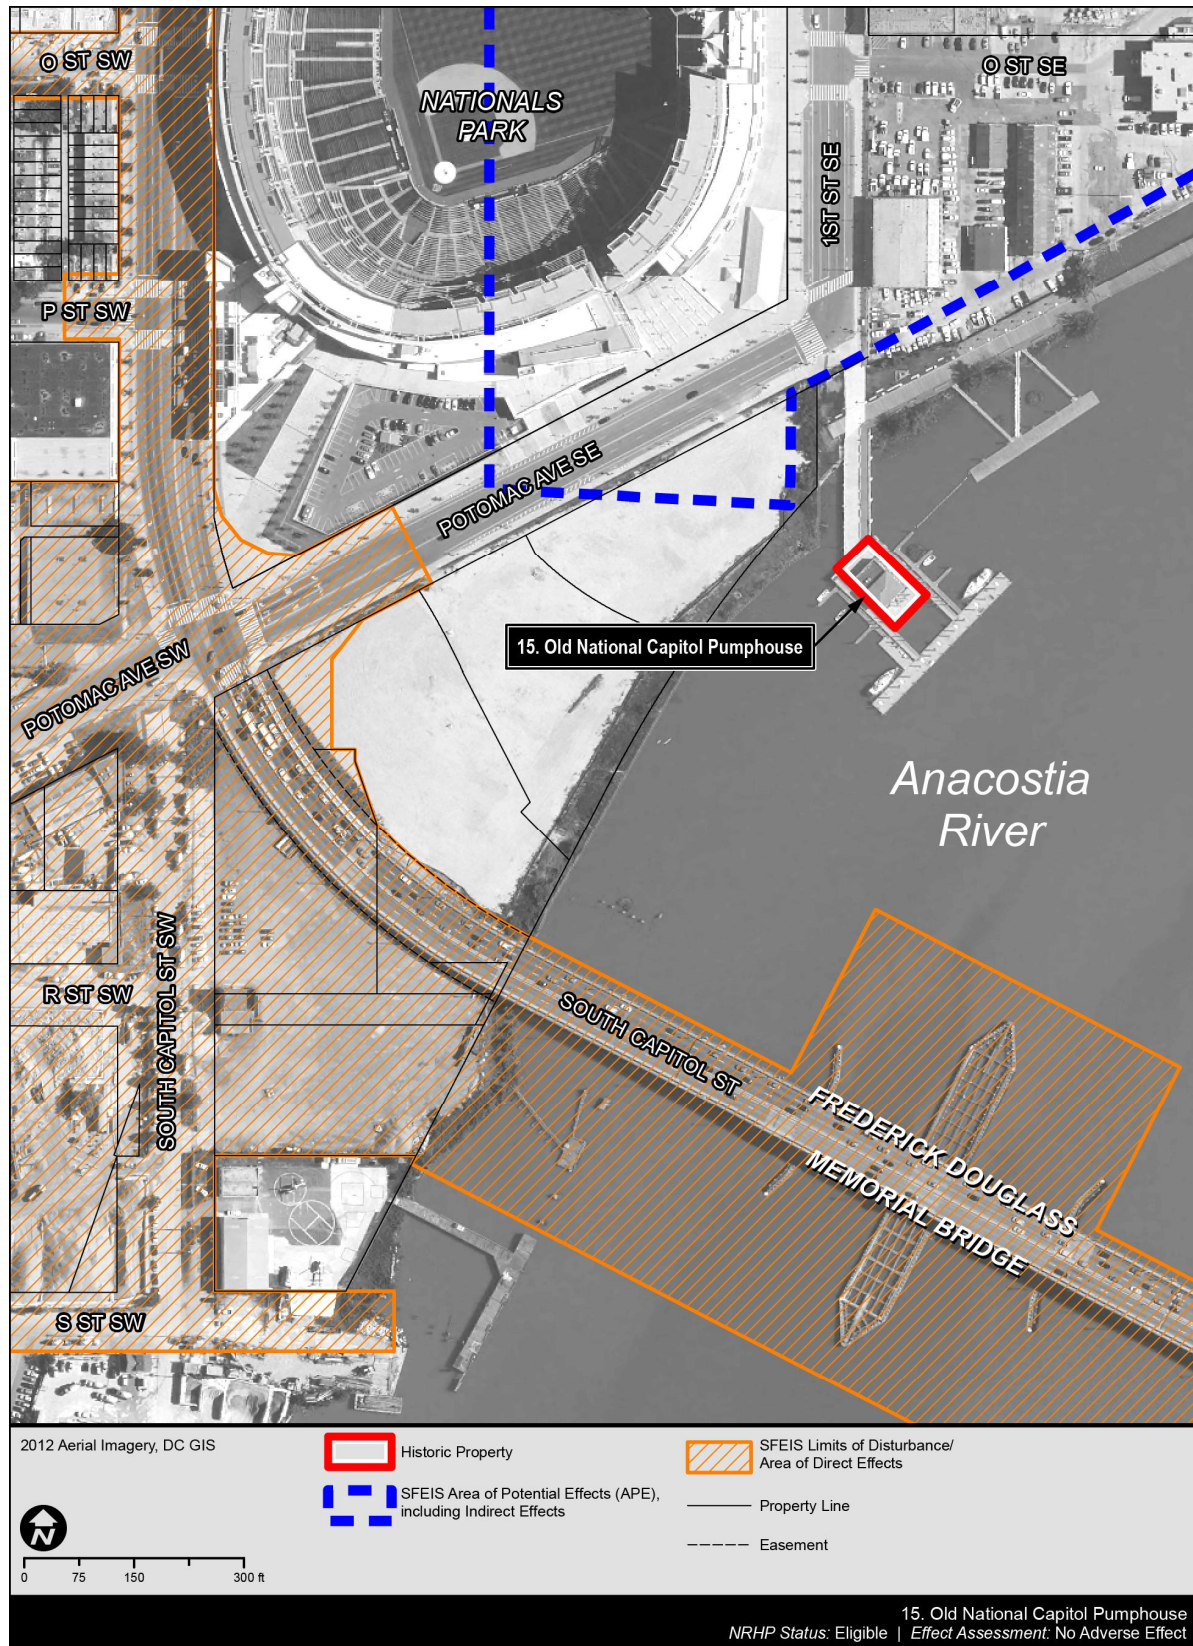 O ST SW
NATIONALS
PARK
O ST SE
1ST ST SE
P ST SW
POTOMAC AVE SE
15. Old National Capitol Pumphouse
POTOMAC AVE SW
Anacostia
River
R ST SW
SOUTH CAPITOL ST SW
SOUTH CAPITOL ST
FREDERICK DOUGLASS
MEMORIAL BRIDGE
S ST SW
2012 Aerial Imagery, DC GIS
Historic Property
SFEIS Area of Potential Effects (APE),
including Indirect Effects
SFEIS Limits of Disturbance/
Area of Direct Effects
Property Line
Easement
N
0 75 150 300 ft
15. Old National Capitol Pumphouse
NRHP Status: Eligible | Effect Assessment: No Adverse Effect